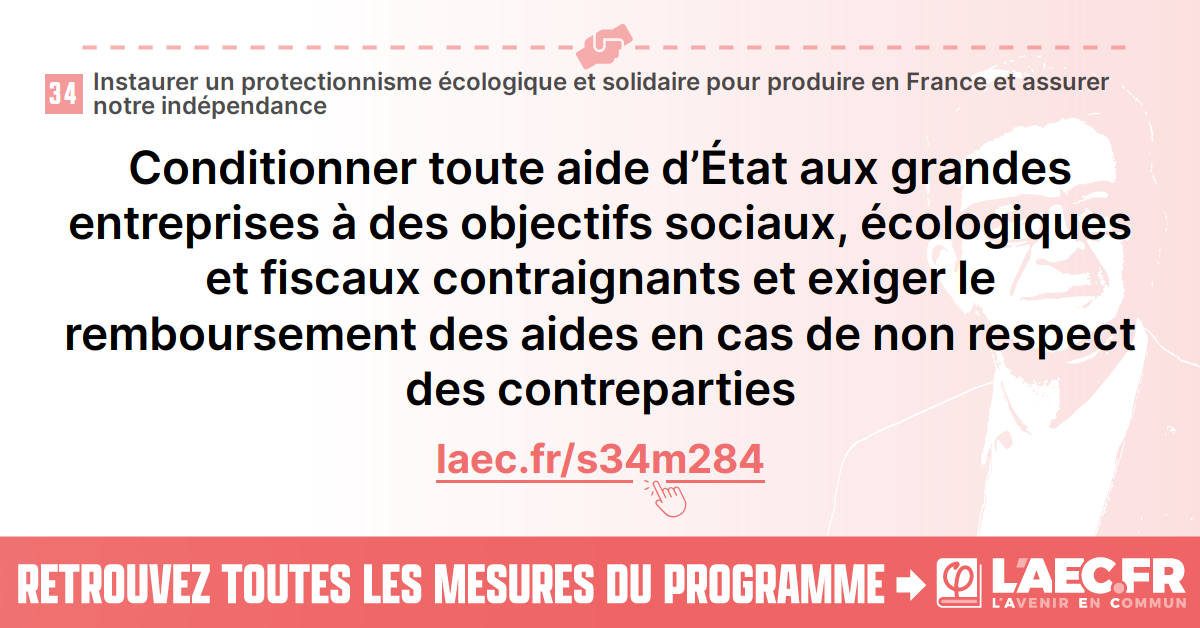 34
Instaurer un protectionnisme écologique et solidaire pour produire en France et assurer
notre indépendance
Conditionner toute aide d’État aux grandes
entreprises à des objectifs sociaux, écologiques
et fiscaux contraignants et exiger le
remboursement des aides en cas de non respect
des contreparties
laec.fr/s34m284
RETROUVEZ TOUTES LES MESURES DU PROGRAMME
φ
L'AEC.FR
L'AVENIR EN COMMUN